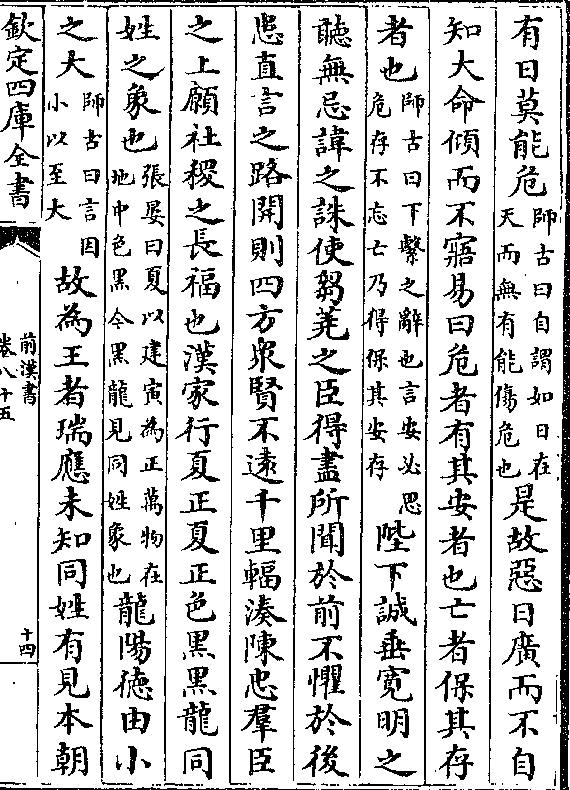 有日莫能危師古曰自謂如日在天而無有能傷危也是故惡日廣而不自
知大命傾而不寤易曰危者有其安者也亡者保其存
者也師古曰下繫之辭也言安必思危存不忘亡乃得保其安存陛下誠垂寛明之
聽無忌諱之誅使芻蕘之臣得盡所聞於前不懼於後
患直言之路開則四方衆賢不逺千里輻湊陳忠羣臣
之上願社稷之長福也漢家行夏正夏正色黑黑龍同
姓之象也張晏曰夏以建寅為正萬物在地中色黑今黑龍見同姓象也龍陽徳由小
之大師古曰言因小以至大故為王者瑞應未知同姓有見本朝
欽定四庫全書
前漢書
卷八十五
十四